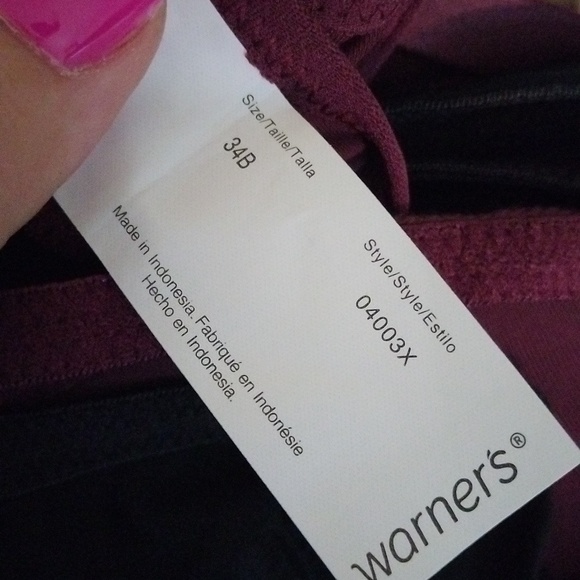 Size/Taille/Talla
34B
Made in Indonesia. Fabriqué en Indonésie
Hecho en Indonesia.
Style/Style/Estilo
04003X
warner's®